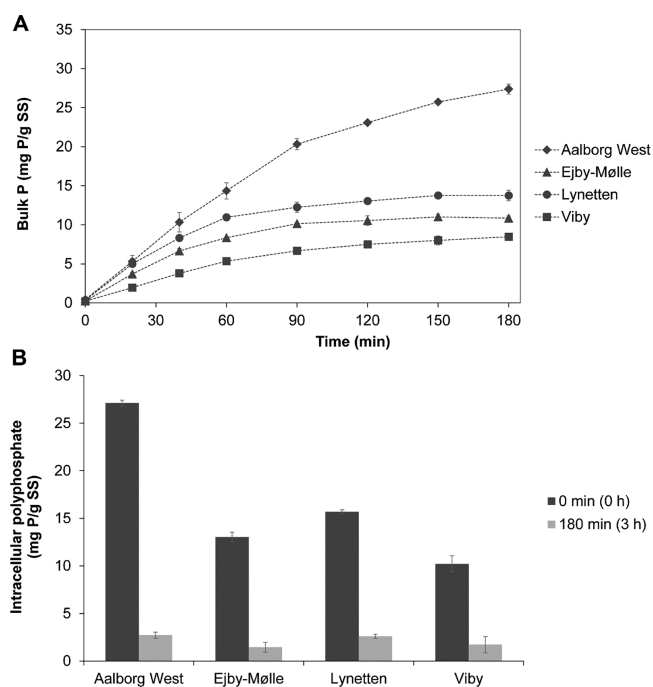 A
35
30
25
20
15
10
5
0
Bulk P (mg P/g SS)
0 30 60 90 120 150 180
Time (min)
Aalborg West
Ejby-Mølle
Lynetten
Viby
B
30
25
20
15
10
5
0
Intracellular polyphosphate
(mg P/g SS)
Aalborg West Ejby-Mølle Lynetten Viby
0 min (0 h)
180 min (3 h)